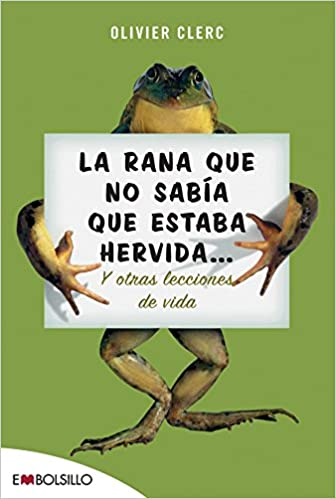 OLIVIER CLERC
LA RANA QUE
NO SABÍA
QUE ESTABA
HERVIDA...
Y otras lecciones
de vida
EMBOLSILLO